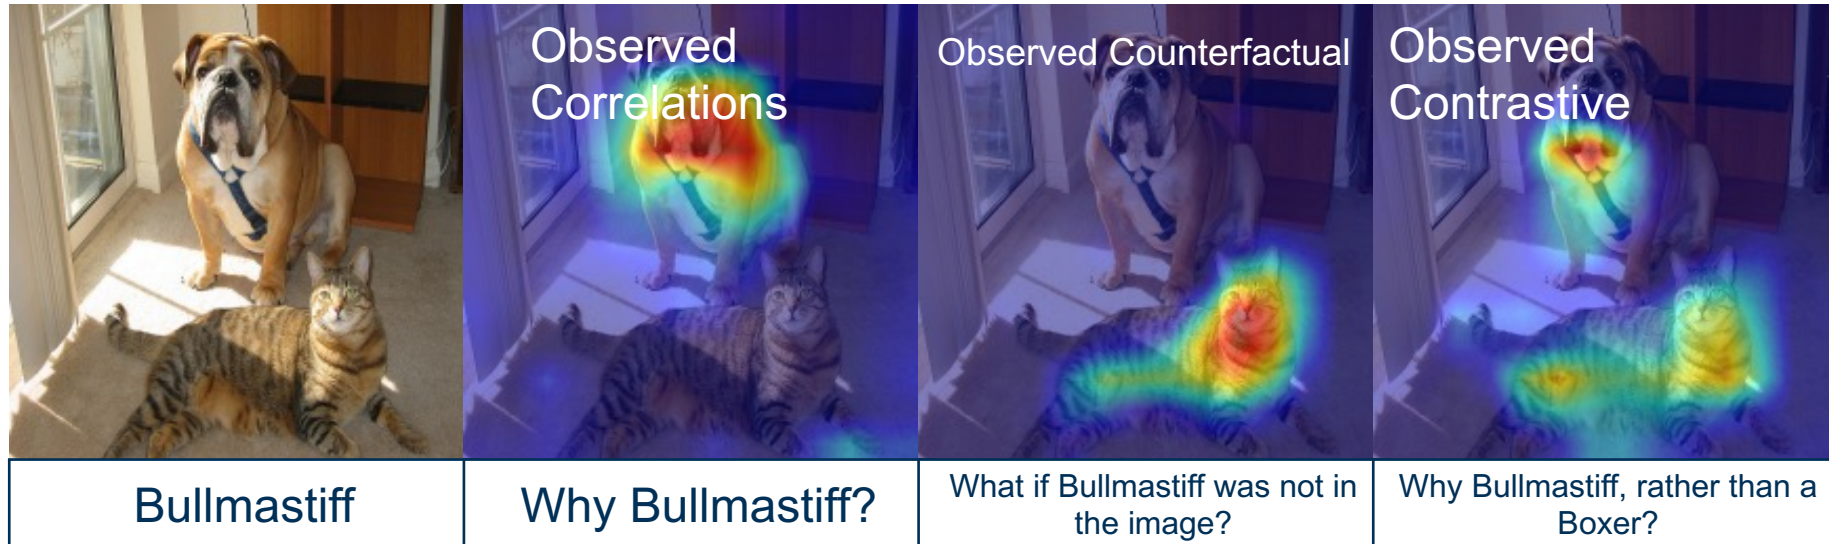 Observed
Correlations
Observed Counterfactual
Observed
Contrastive
Bullmastiff
Why Bullmastiff?
What if Bullmastiff was not in
the image?
Why Bullmastiff, rather than a
Boxer?